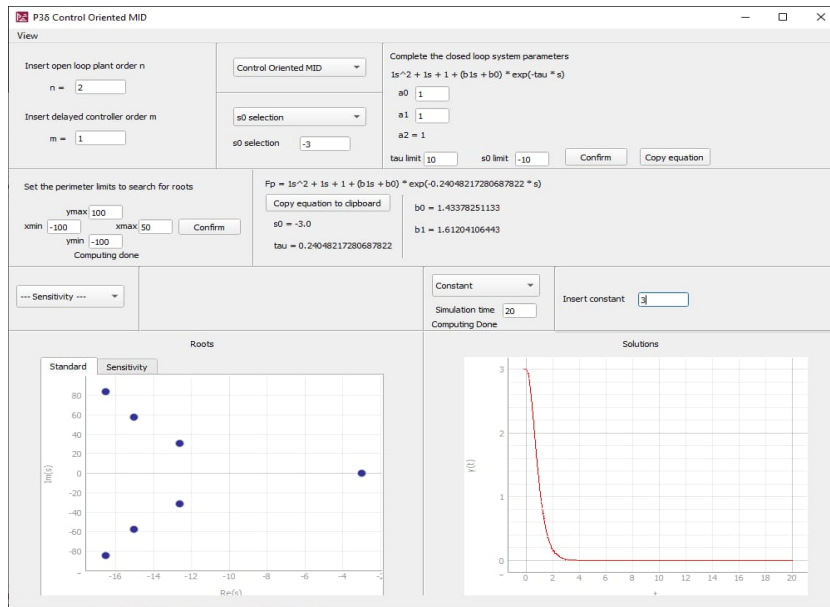 P3δ Control Oriented MID
View
Insert open loop plant order n
n = 2
Insert delayed controller order m
m = 1
Control Oriented MID
s0 selection
s0 selection -3
Complete the closed loop system parameters
1s^2 + 1s + 1 + (b1s + b0) * exp(-tau * s)
a0 1
a1 1
a2 = 1
tau limit 10 s0 limit -10 Confirm Copy equation
Set the perimeter limits to search for roots
ymax 100
xmin -100 xmax 50 Confirm
ymin -100
Computing done
Fp = 1s^2 + 1s + 1 + (b1s + b0) * exp(-0.24048217280687822 * s)
Copy equation to clipboard
s0 = -3.0
tau = 0.24048217280687822
b0 = 1.43378251133
b1 = 1.61204106443
--- Sensitivity ---
Constant
Simulation time 20
Computing Done
Insert constant 3
Roots
Standard Sensitivity
80
60
40
20
0
-20
-40
-60
-80
Im(s)
-16 -14 -12 -10 -8 -6 -4 -2
Re(s)
Solutions
3
2
1
0
y(t)
0 2 4 6 8 10 12 14 16 18 20